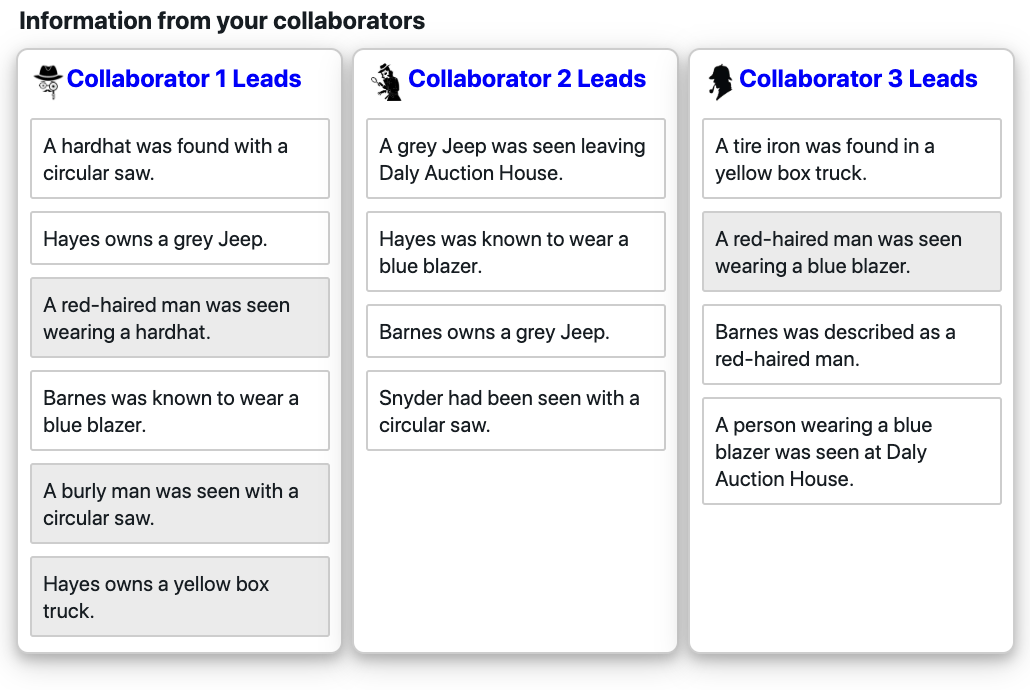 Information from your collaborators
Collaborator 1 Leads
A hardhat was found with a
circular saw.
Hayes owns a grey Jeep.
A red-haired man was seen
wearing a hardhat.
Barnes was known to wear a
blue blazer.
A burly man was seen with a
circular saw.
Hayes owns a yellow box
truck.
Collaborator 2 Leads
A grey Jeep was seen leaving
Daly Auction House.
Hayes was known to wear a
blue blazer.
Barnes owns a grey Jeep.
Snyder had been seen with a
circular saw.
Collaborator 3 Leads
A tire iron was found in a
yellow box truck.
A red-haired man was seen
wearing a blue blazer.
Barnes was described as a
red-haired man.
A person wearing a blue
blazer was seen at Daly
Auction House.